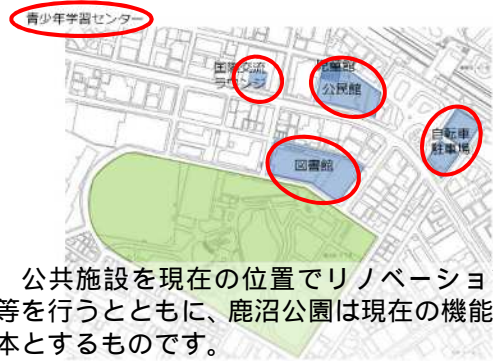 青少年学習センター
国際交流
ラウンジ
児童館
公民館
自転車
駐車場
図書館
公共施設を現在の位置でリノベーショ
等を行うとともに、鹿沼公園は現在の機能
本とするものです。